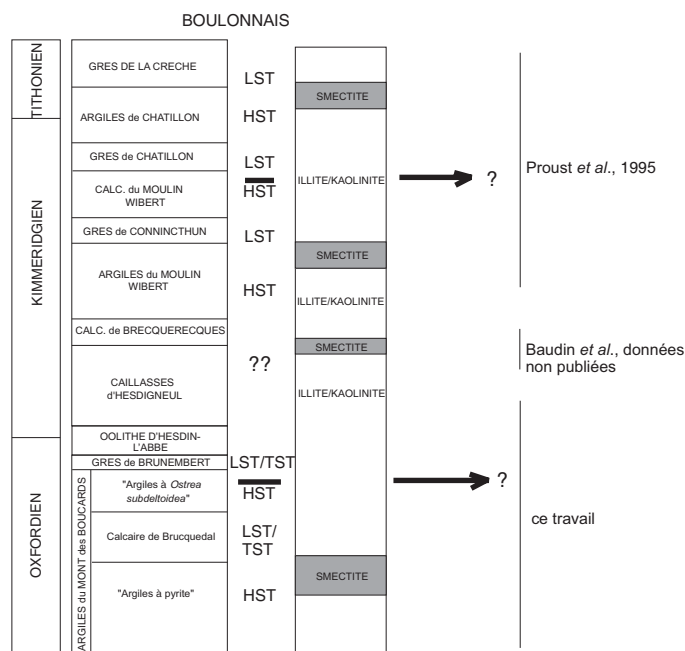 BOULONNAIS
TITHONIEN
KIMMERIDGIEN
OXFORDIEN
GRES DE LA CRECHE
ARGILES de CHATILLON
GRES de CHATILLON
CALC. du MOULIN
WIBERT
GRES de CONNINCTHUN
ARGILES du MOULIN
WIBERT
CALC. de BRECQUERECQUES
CAILLASSES
d'HESDIGNEUL
OOLITHE D'HESDIN-
L'ABBE
GRES de BRUNEMBERT
ARGILES du MONT des BOUCARDS
"Argiles à Ostrea
subdeltoidea"
Calcaire de Brucquedal
"Argiles à pyrite"
LST
HST
LST
HST
LST
HST
??
LST/TST
HST
LST/
TST
HST
SMECTITE
ILLITE/KAOLINITE
SMECTITE
ILLITE/KAOLINITE
SMECTITE
ILLITE/KAOLINITE
SMECTITE
?
?
Proust et al., 1995
Baudin et al., données
non publiées
ce travail